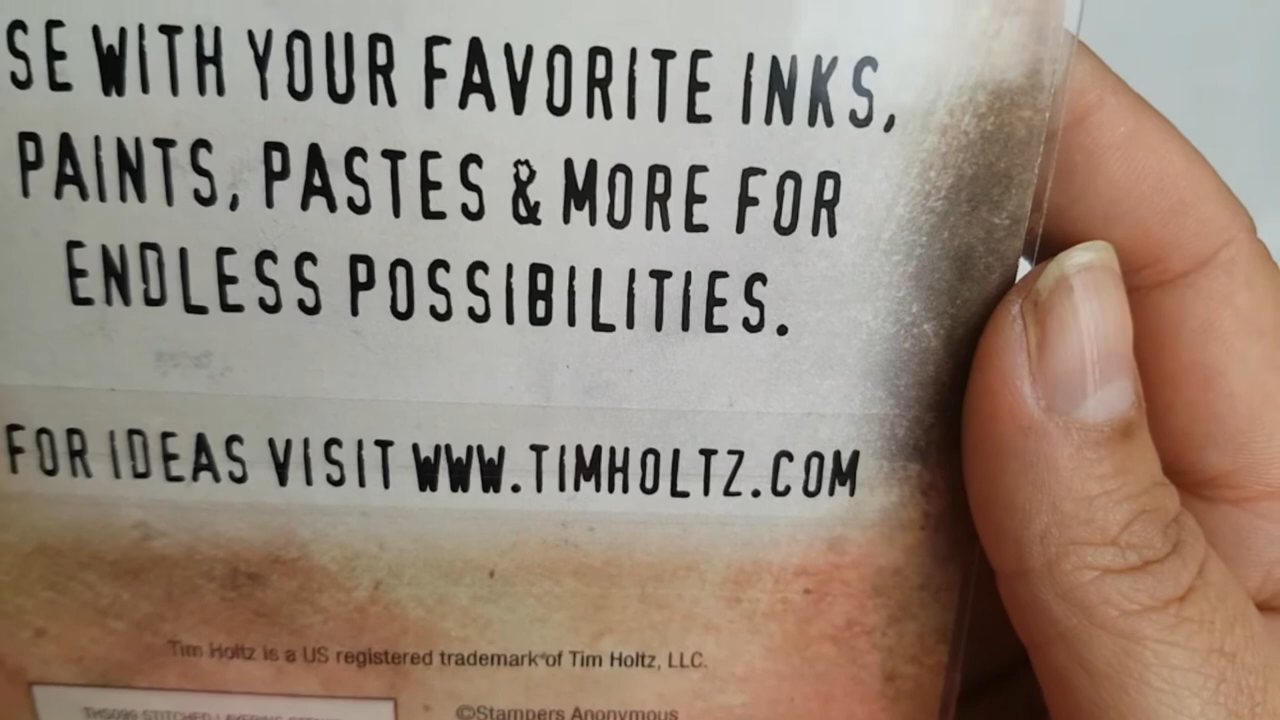 SE WITH YOUR FAVORITE INKS,
PAINTS, PASTES & MORE FOR
ENDLESS POSSIBILITIES.
FOR IDEAS VISIT WWW.TIMHOLTZ.COM
Tim Holtz is a US registered trademark of Tim Holtz, LLC.
©Stampers Anonymous